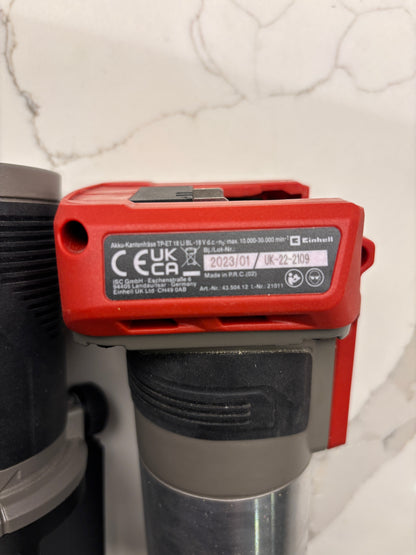 Akku-Kantenfräse TP-ET 18 Li BL · 18 V d.c · n₀: max. 10.000-30.000 min⁻¹ Einhell
Bj./Lot-Nr.:
CE UKCA 2023/01 / UK-22-2109
Made in P.R.C.(02)
ISC GmbH · Eschenstraße 6
94405 Landau/Isar · Germany
Einhell UK Ltd · CH49 0AB
Art.-Nr.: 43.504.12 I.-Nr.: 21011